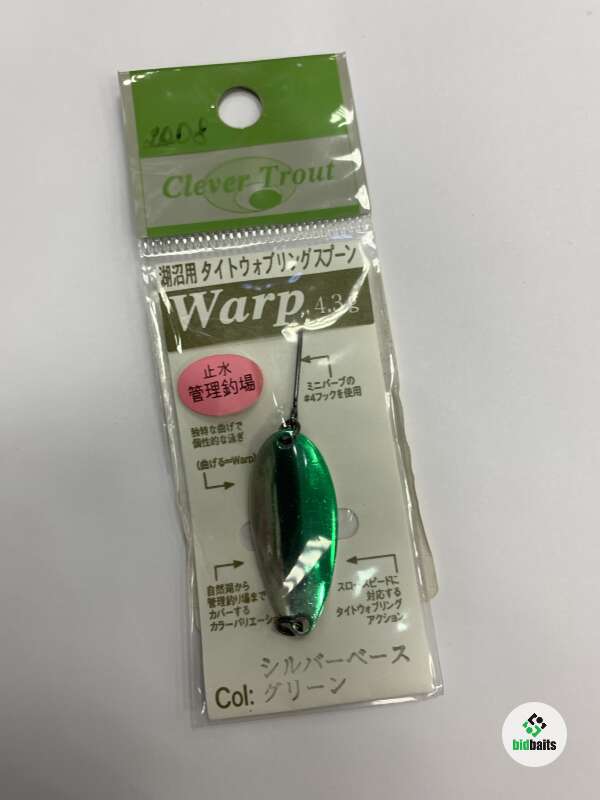 2008
Clever Trout
湖沼用 タイトウォブリングスプーン
Warp 4.3g
止水
管理釣場
ミニバーブの
#4フックを使用
独特な曲げで
個性的な泳ぎ
(曲げる=Warp)
自然湖から
管理釣り場まで
カバーする
カラーバリエーション
スロースピードに
対応する
タイトウォブリング
アクション
Col: シルバーベース
グリーン
bidbaits